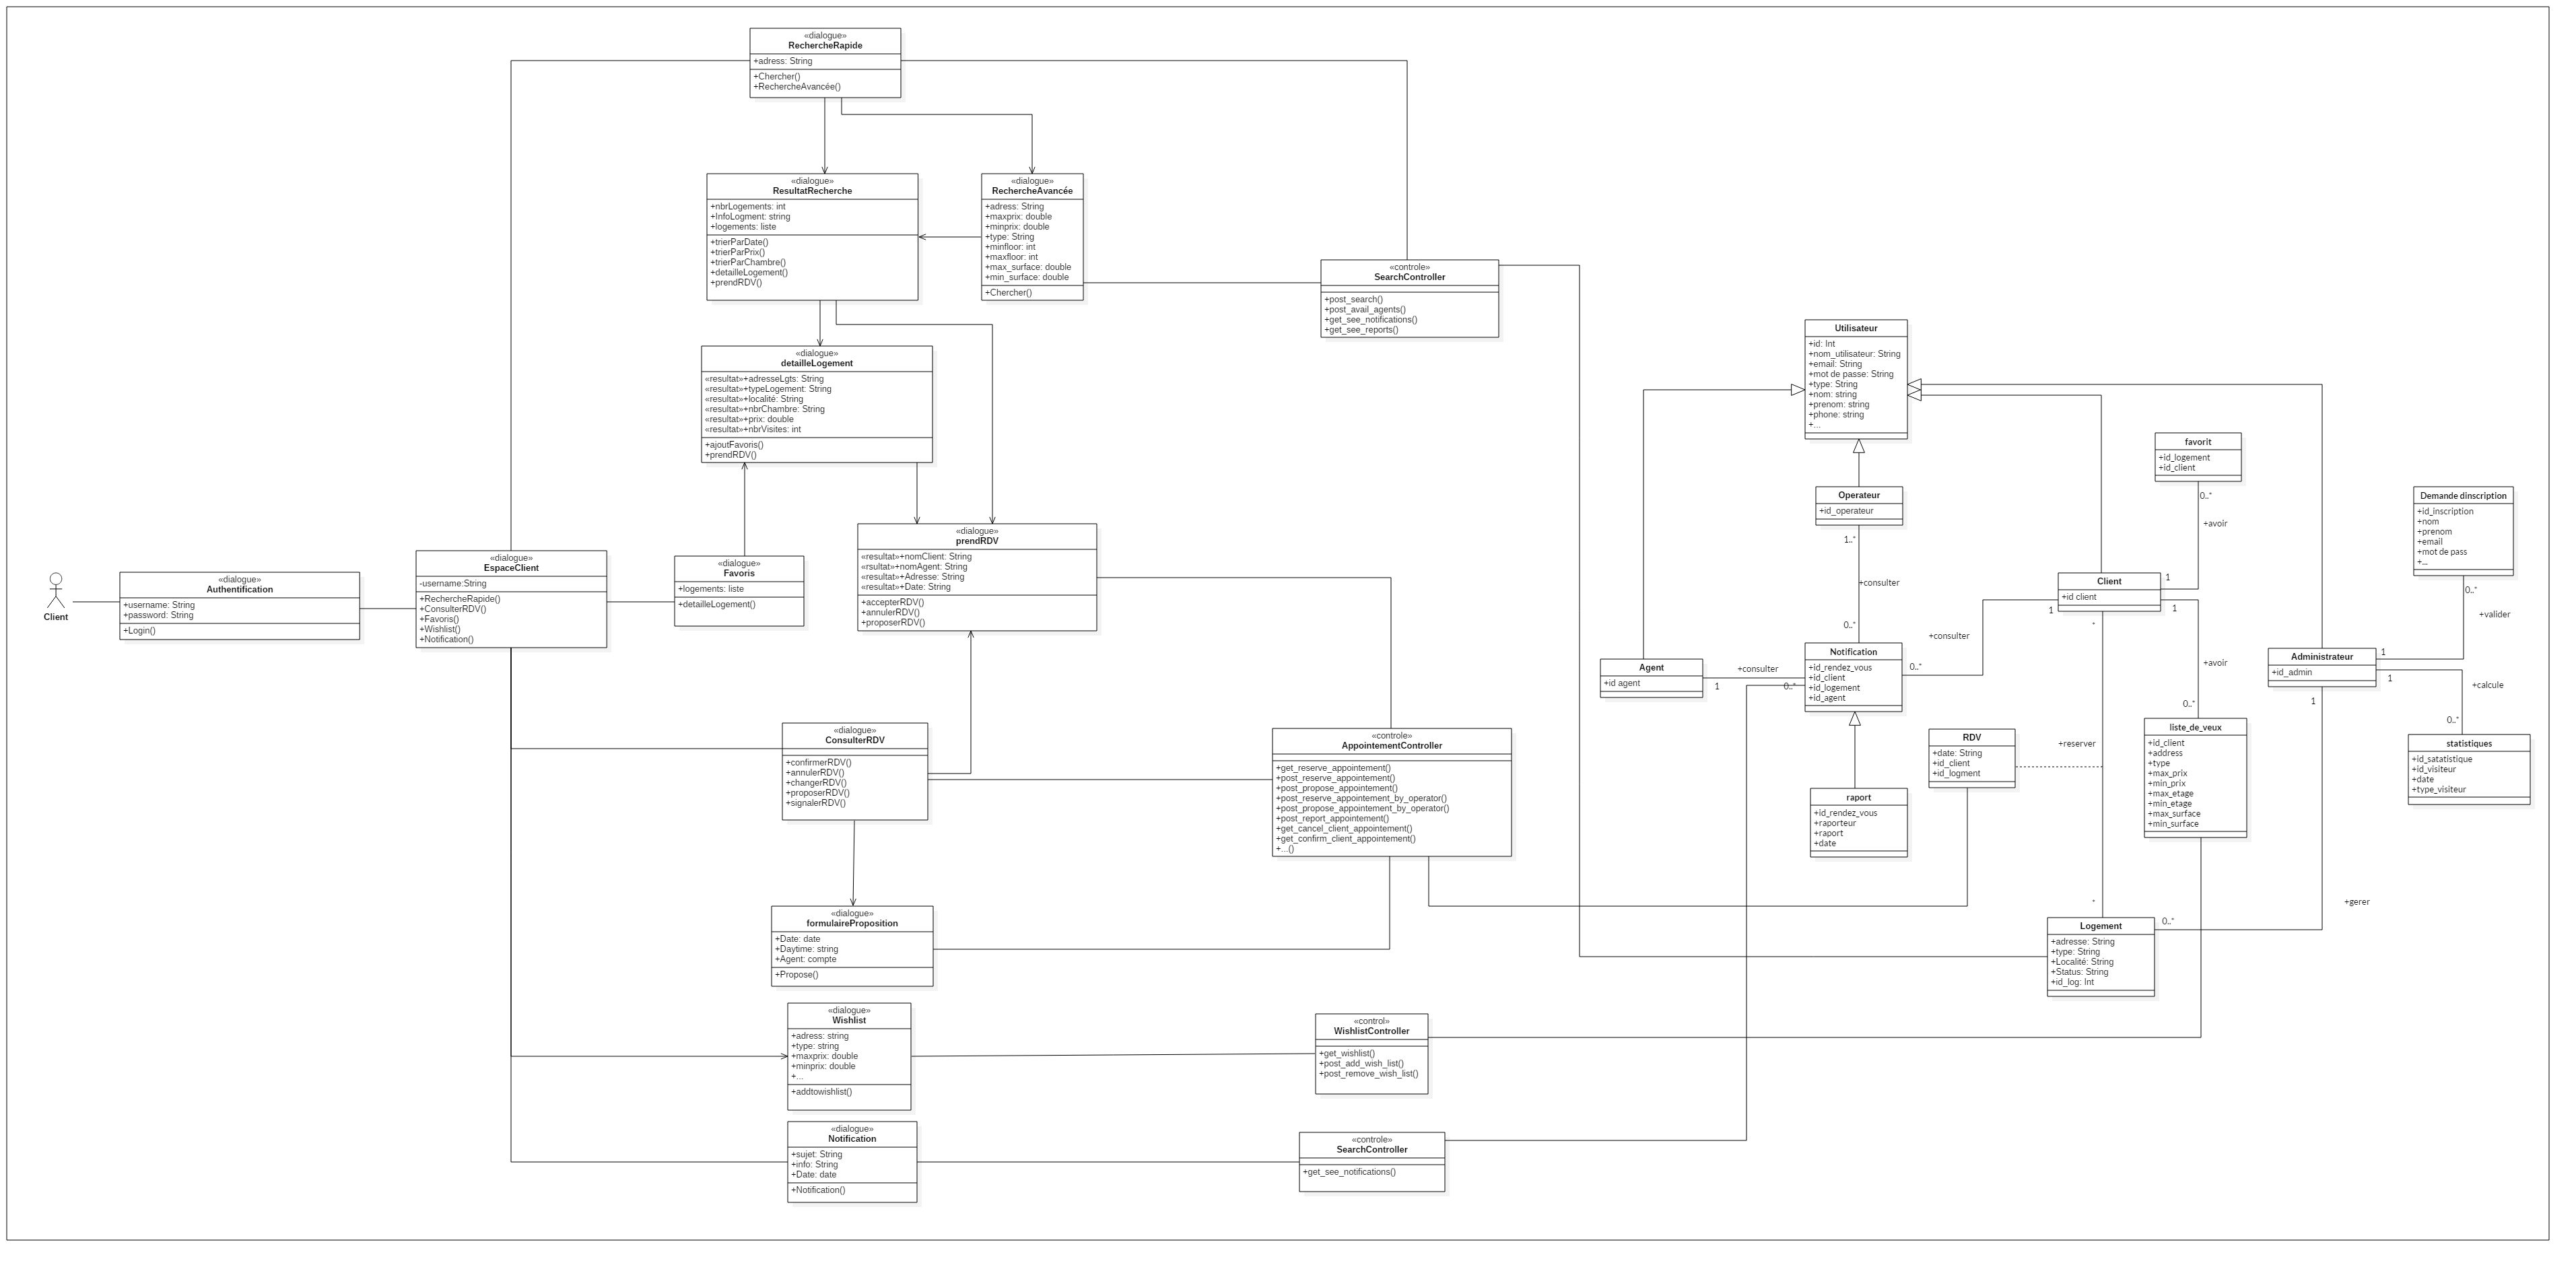 «dialogue»
RechercheRapide
+adress: String
+Chercher()
+RechercheAvancée()
«dialogue»
ResultatRecherche
+nbrLogements: int
+InfoLogment: string
+logements: liste
+trierParDate()
+trierParPrix()
+trierParChambre()
+detailleLogement()
+prendRDV()
«dialogue»
RechercheAvancée
+adress: String
+maxprix: double
+minprix: double
+type: String
+minfloor: int
+maxfloor: int
+max_surface: double
+min_surface: double
+Chercher()
«controle»
SearchController
+post_search()
+post_avail_agents()
+get_see_notifications()
+get_see_reports()
«dialogue»
detailleLogement
«resultat»+adresseLgts: String
«resultat»+typeLogement: String
«resultat»+localité: String
«resultat»+nbrChambre: String
«resultat»+prix: double
«resultat»+nbrVisites: int
+ajoutFavoris()
+prendRDV()
«dialogue»
prendRDV
«resultat»+nomClient: String
«rsultat»+nomAgent: String
«resultat»+Adresse: String
«resultat»+Date: String
+accepterRDV()
+annulerRDV()
+proposerRDV()
Client
«dialogue»
Authentification
+username: String
+password: String
+Login()
«dialogue»
EspaceClient
-username:String
+RechercheRapide()
+ConsulterRDV()
+Favoris()
+Wishlist()
+Notification()
«dialogue»
Favoris
+logements: liste
+detailleLogement()
«dialogue»
ConsulterRDV
+confirmerRDV()
+annulerRDV()
+changerRDV()
+proposerRDV()
+signalerRDV()
«controle»
AppointementController
+get_reserve_appointement()
+post_reserve_appointement()
+post_propose_appointement()
+post_reserve_appointement_by_operator()
+post_propose_appointement_by_operator()
+post_report_appointement()
+get_cancel_client_appointement()
+get_confirm_client_appointement()
+...()
«dialogue»
formulaireProposition
+Date: date
+Daytime: string
+Agent: compte
+Propose()
«dialogue»
Wishlist
+adress: string
+type: string
+maxprix: double
+minprix: double
+...
+addtowishlist()
«control»
WishlistController
+get_wishlist()
+post_add_wish_list()
+post_remove_wish_list()
«dialogue»
Notification
+sujet: String
+info: String
+Date: date
+Notification()
«controle»
SearchController
+get_see_notifications()
Utilisateur
+id: Int
+nom_utilisateur: String
+email: String
+mot de passe: String
+type: String
+nom: string
+prenom: string
+phone: string
+...
Operateur
+id_operateur
1..*
+consulter
0..*
Agent
+id agent
+consulter
1
0..*
Notification
+id_rendez_vous
+id_client
+id_logement
+id_agent
0..*
+consulter
1
raport
+id_rendez_vous
+raporteur
+raport
+date
RDV
+date: String
+id_client
+id_logment
favorit
+id_logement
+id_client
0..*
+avoir
1
Client
+id client
1
+avoir
0..*
*
+reserver
*
liste_de_veux
+id_client
+address
+type
+max_prix
+min_prix
+max_etage
+min_etage
+max_surface
+min_surface
Logement
+adresse: String
+type: String
+Localité: String
+Status: String
+id_log: Int
0..*
+gerer
1
Administrateur
+id_admin
1
+valider
0..*
Demande dinscription
+id_inscription
+nom
+prenom
+email
+mot de pass
+...
1
+calcule
0..*
statistiques
+id_satatistique
+id_visiteur
+date
+type_visiteur